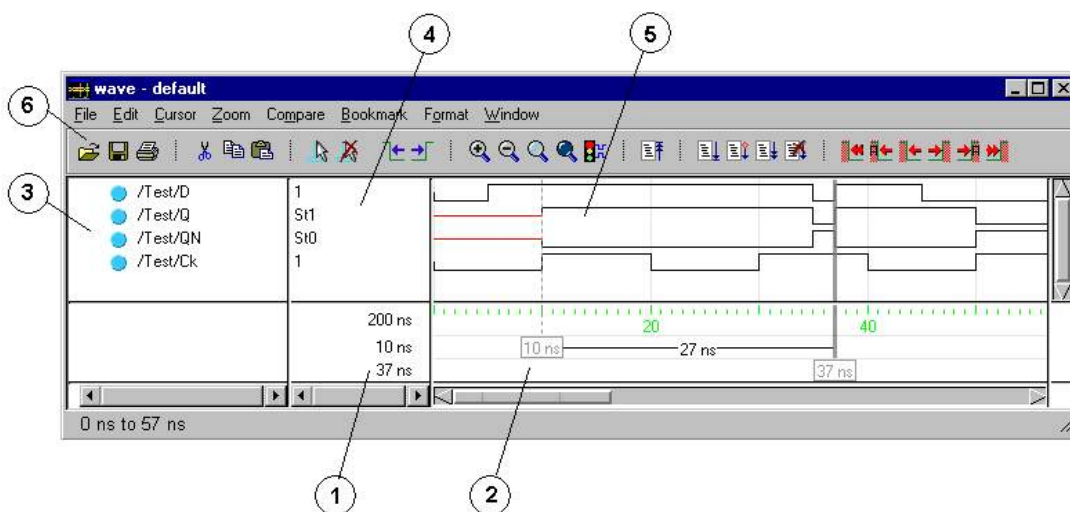 4
5
6
wave - default
File Edit Cursor Zoom Compare Bookmark Format Window
3
/Test/D 1
/Test/Q St1
/Test/QN St0
/Test/Ck 1
200 ns 20 40
10 ns 10 ns 27 ns
37 ns 37 ns
0 ns to 57 ns
1
2